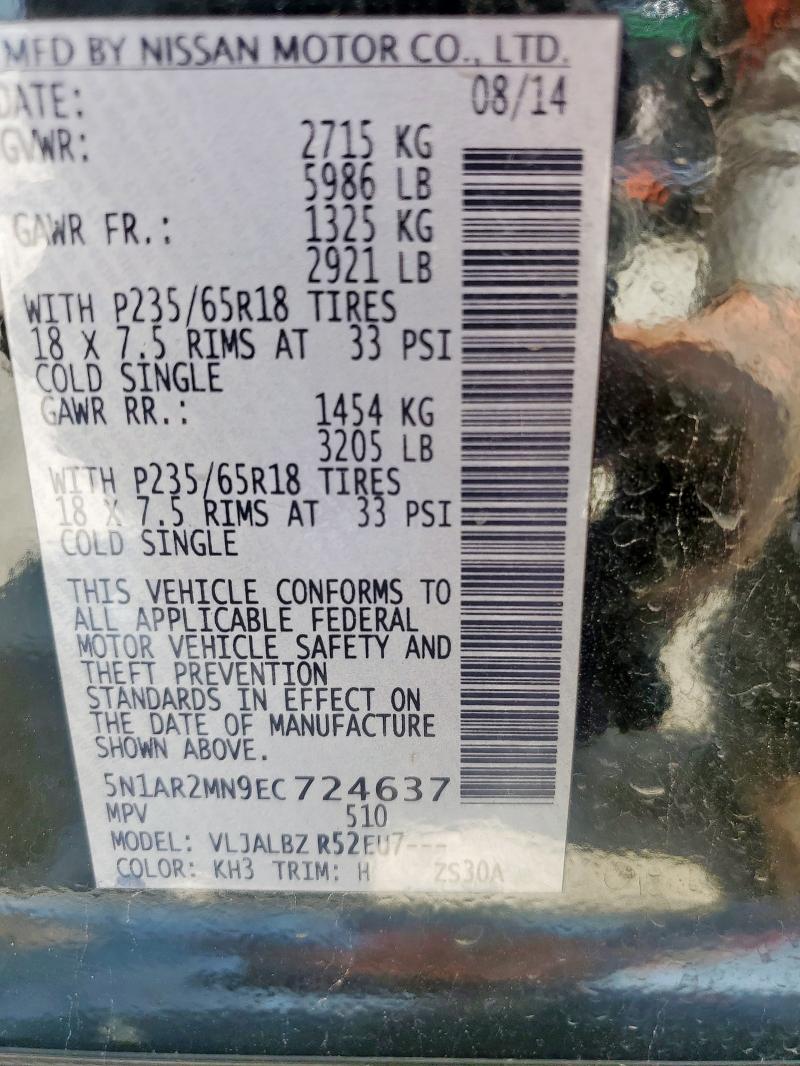 MFD BY NISSAN MOTOR CO., LTD.
DATE: 08/14
GVWR: 2715 KG
5986 LB
GAWR FR.: 1325 KG
2921 LB
WITH P235/65R18 TIRES
18 X 7.5 RIMS AT 33 PSI
COLD SINGLE
GAWR RR.: 1454 KG
3205 LB
WITH P235/65R18 TIRES
18 X 7.5 RIMS AT 33 PSI
COLD SINGLE
THIS VEHICLE CONFORMS TO
ALL APPLICABLE FEDERAL
MOTOR VEHICLE SAFETY AND
THEFT PREVENTION
STANDARDS IN EFFECT ON
THE DATE OF MANUFACTURE
SHOWN ABOVE.
5N1AR2MN9EC724637
MPV 510
MODEL: VLJALBZ R52EU7---
COLOR: KH3 TRIM: H ZS30A